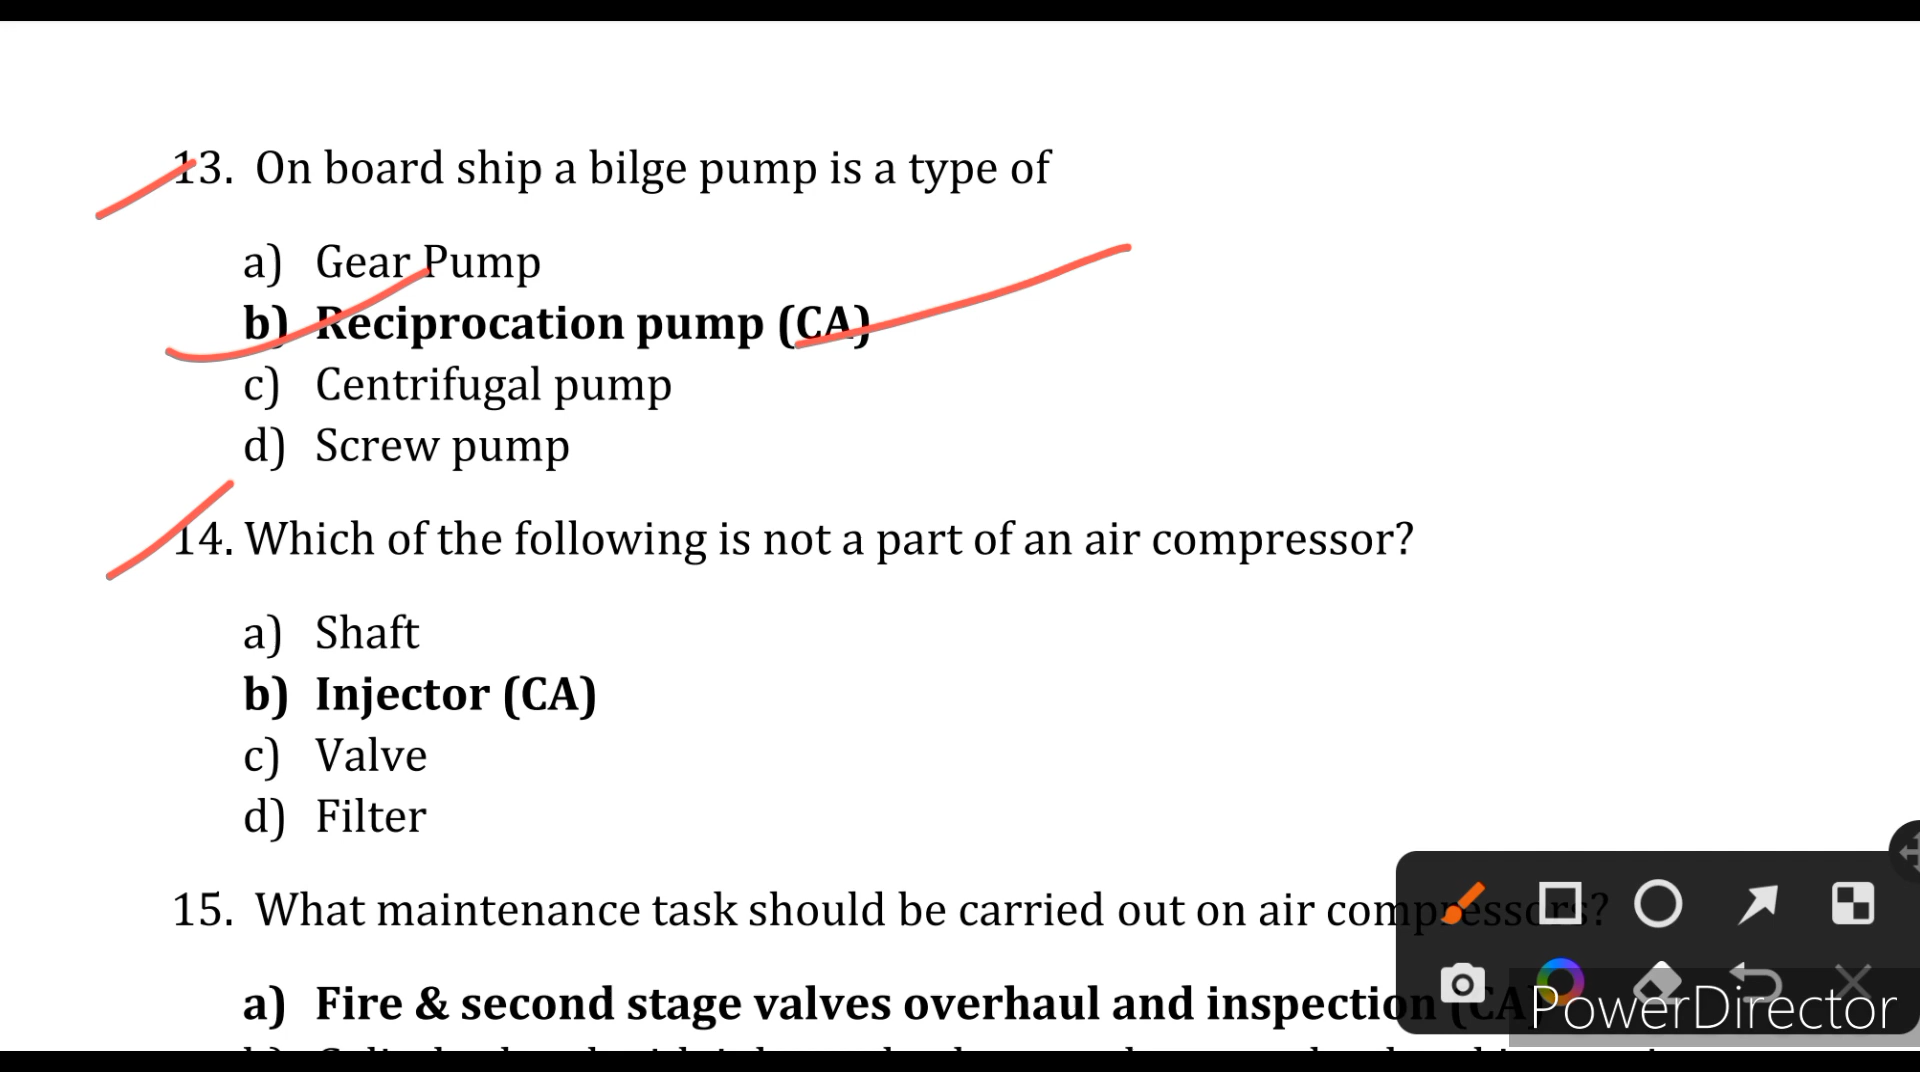 13. On board ship a bilge pump is a type of
a) Gear Pump
b) Reciprocation pump (CA)
c) Centrifugal pump
d) Screw pump
14. Which of the following is not a part of an air compressor?
a) Shaft
b) Injector (CA)
c) Valve
d) Filter
15. What maintenance task should be carried out on air compressors?
a) Fire & second stage valves overhaul and inspection (CA)
PowerDirector